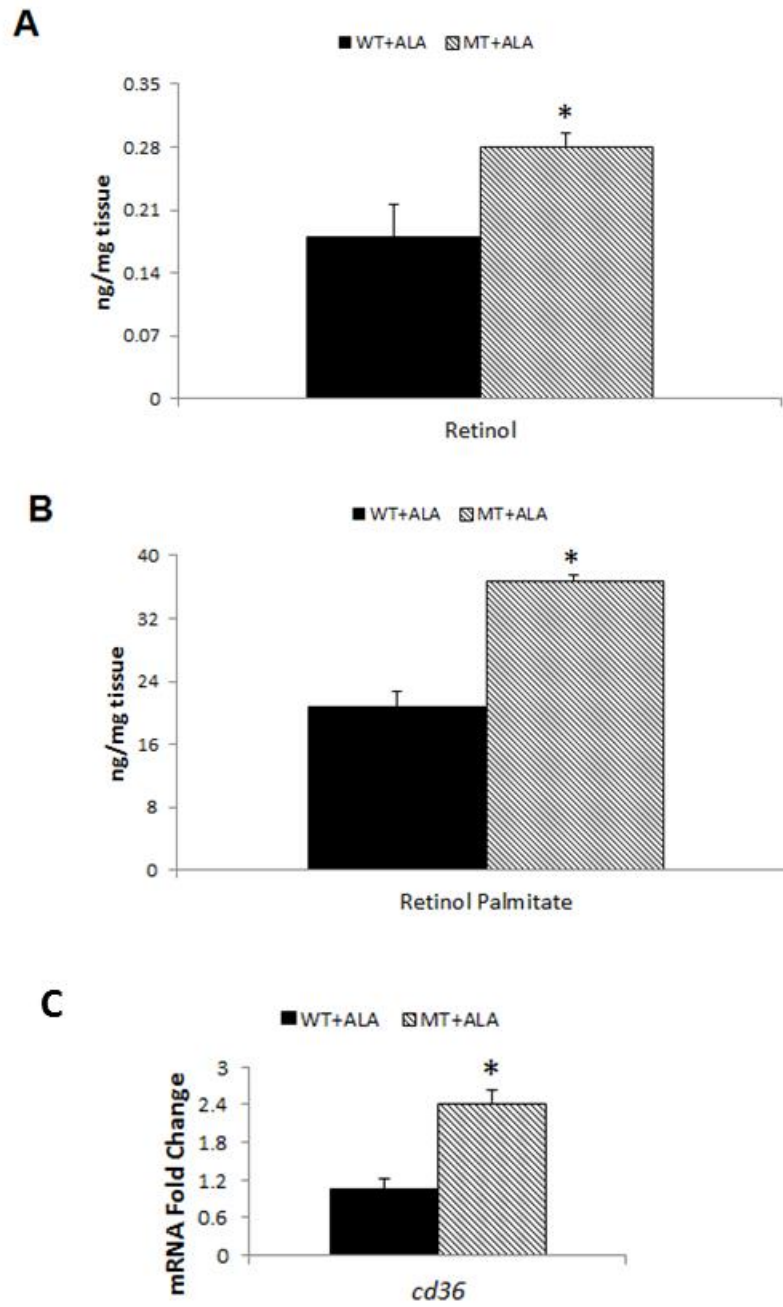 A
WT+ALA MT+ALA
0.35
*
0.28
0.21
0.14
0.07
0
ng/mg tissue
Retinol
B
WT+ALA MT+ALA
40
*
32
24
16
8
0
ng/mg tissue
Retinol Palmitate
C
WT+ALA MT+ALA
3
*
2.4
1.8
1.2
0.6
0
mRNA Fold Change
cd36